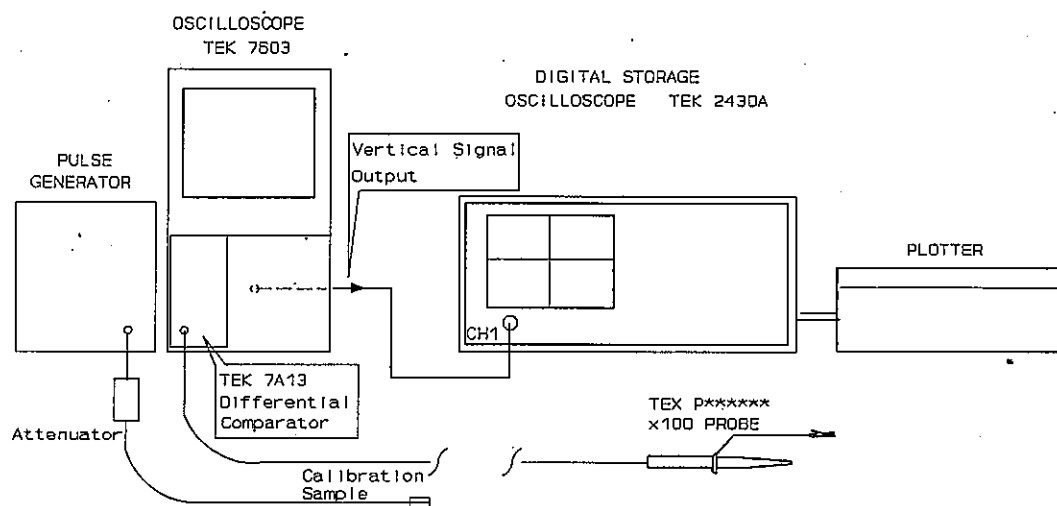 OSCILLOSCOPE
TEK 7603
DIGITAL STORAGE
OSCILLOSCOPE TEK 2430A
PULSE
GENERATOR
Vertical Signal
Output
PLOTTER
CH1
TEK 7A13
Differential
Comparator
Attenuator
TEX P******
x100 PROBE
Calibration
Sample